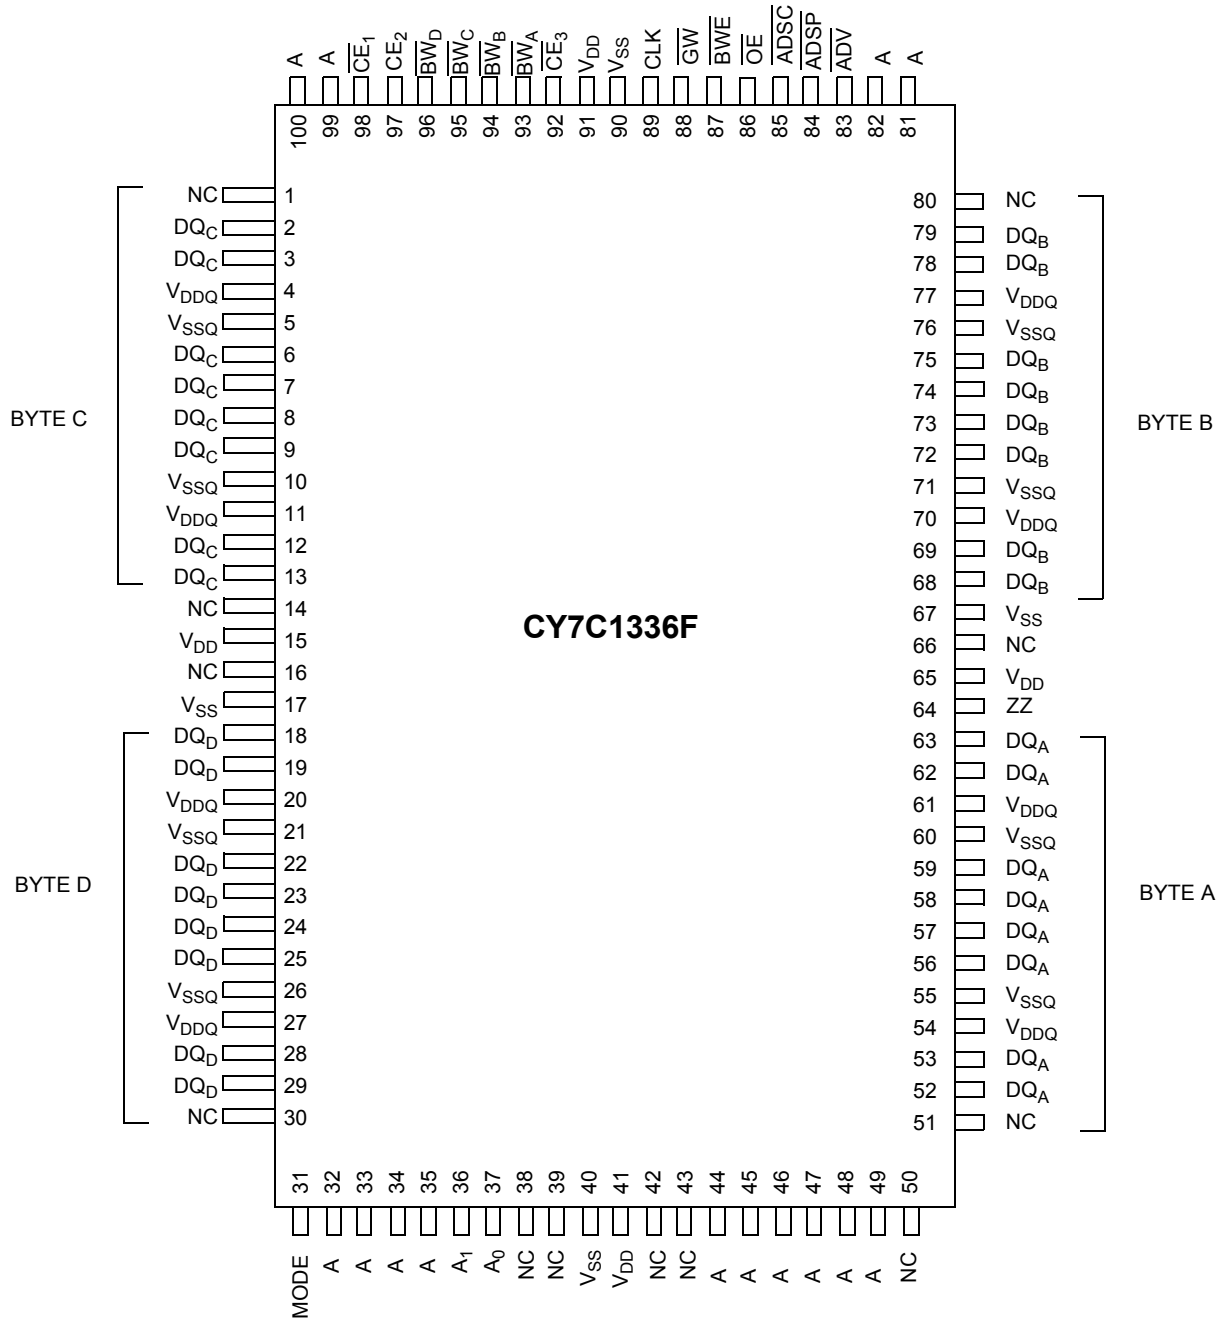 A A CE1 CE2 BWD BWC BWB BWA CE3 VDD VSS CLK GW BWE OE ADSC ADSP ADV A A
100 99 98 97 96 95 94 93 92 91 90 89 88 87 86 85 84 83 82 81
NC 1
DQC 2
DQC 3
VDDQ 4
VSSQ 5
DQC 6
DQC 7
DQC 8
DQC 9
VSSQ 10
VDDQ 11
DQC 12
DQC 13
NC 14
VDD 15
NC 16
VSS 17
DQD 18
DQD 19
VDDQ 20
VSSQ 21
DQD 22
DQD 23
DQD 24
DQD 25
VSSQ 26
VDDQ 27
DQD 28
DQD 29
NC 30
BYTE C
BYTE D
CY7C1336F
80 NC
79 DQB
78 DQB
77 VDDQ
76 VSSQ
75 DQB
74 DQB
73 DQB
72 DQB
71 VSSQ
70 VDDQ
69 DQB
68 DQB
67 VSS
66 NC
65 VDD
64 ZZ
63 DQA
62 DQA
61 VDDQ
60 VSSQ
59 DQA
58 DQA
57 DQA
56 DQA
55 VSSQ
54 VDDQ
53 DQA
52 DQA
51 NC
BYTE B
BYTE A
31 32 33 34 35 36 37 38 39 40 41 42 43 44 45 46 47 48 49 50
MODE A A A A A1 A0 NC NC VSS VDD NC NC A A A A A A NC